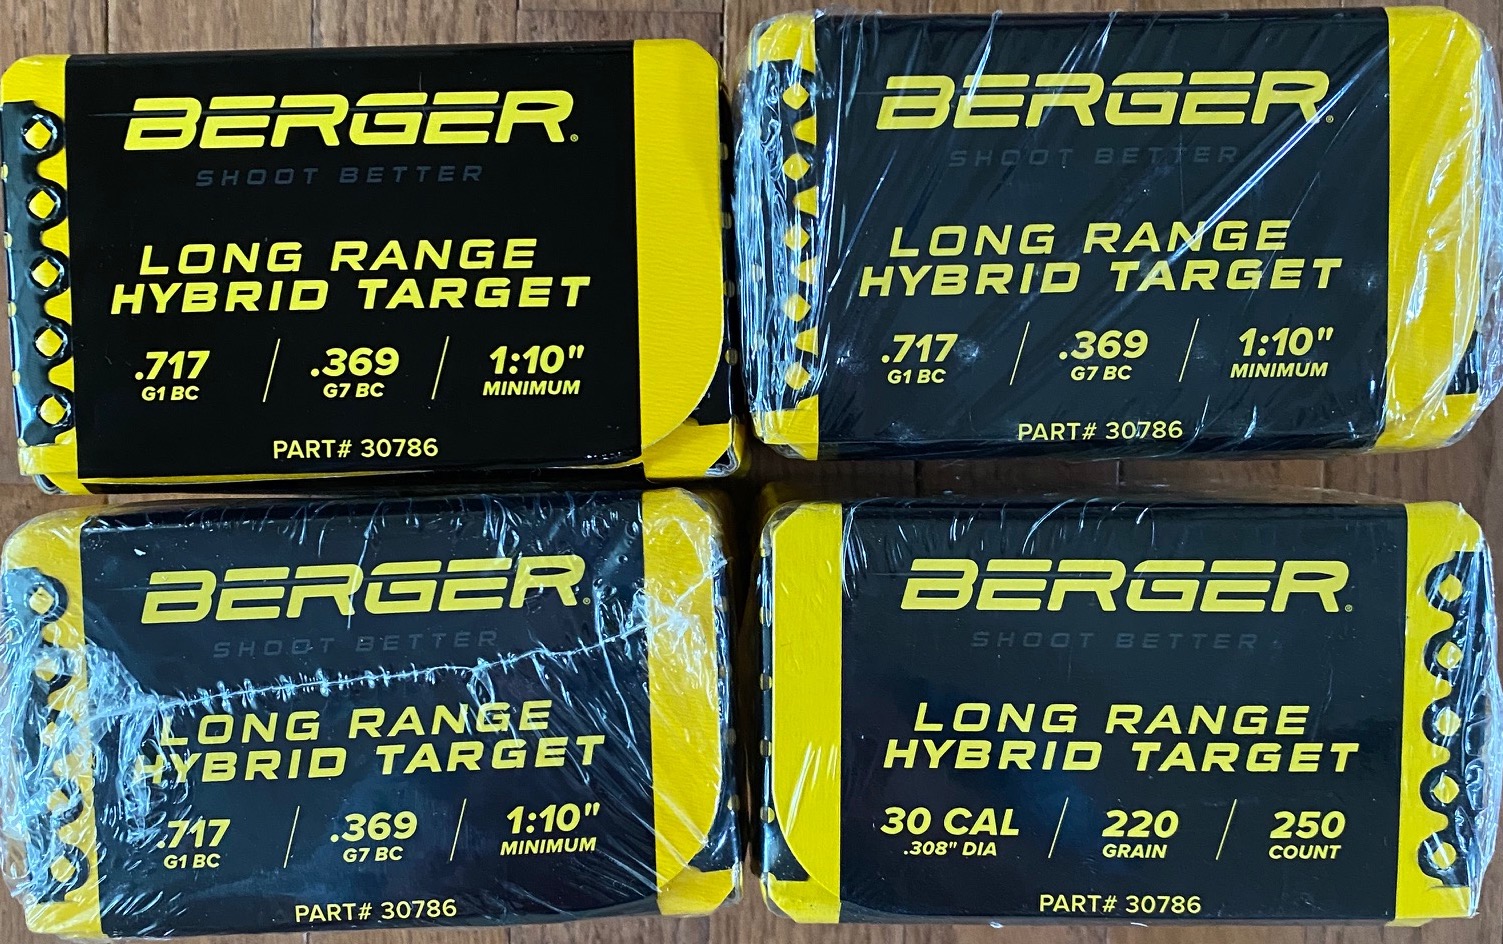 BERGER®
SHOOT BETTER
LONG RANGE
HYBRID TARGET
.717 G1 BC / .369 G7 BC / 1:10" MINIMUM
PART# 30786
BERGER®
SHOOT BETTER
LONG RANGE
HYBRID TARGET
.717 G1 BC / .369 G7 BC / 1:10" MINIMUM
PART# 30786
BERGER®
SHOOT BETTER
LONG RANGE
HYBRID TARGET
.717 G1 BC / .369 G7 BC / 1:10" MINIMUM
PART# 30786
BERGER®
SHOOT BETTER
LONG RANGE
HYBRID TARGET
30 CAL .308" DIA / 220 GRAIN / 250 COUNT
PART# 30786